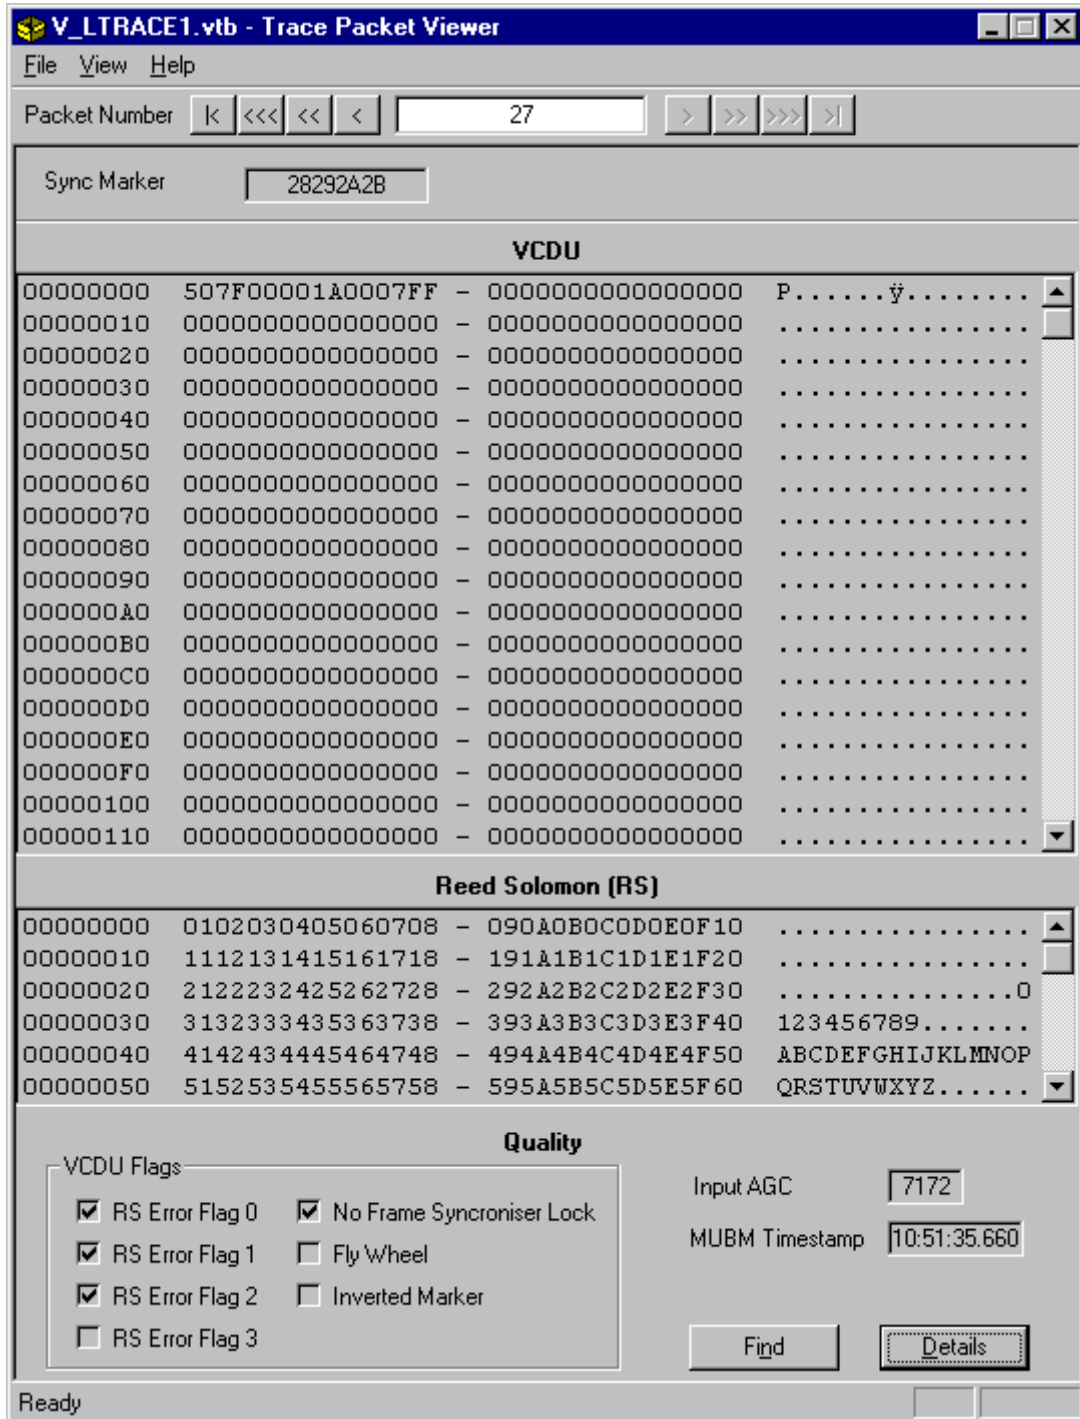 V_LTRACE1.vtb - Trace Packet Viewer
File View Help
Packet Number |< <<< << < 27 > >> >>> >|
Sync Marker 28292A2B
VCDU
00000000 507F00001A0007FF - 0000000000000000 P......ÿ........
00000010 0000000000000000 - 0000000000000000 ................
00000020 0000000000000000 - 0000000000000000 ................
00000030 0000000000000000 - 0000000000000000 ................
00000040 0000000000000000 - 0000000000000000 ................
00000050 0000000000000000 - 0000000000000000 ................
00000060 0000000000000000 - 0000000000000000 ................
00000070 0000000000000000 - 0000000000000000 ................
00000080 0000000000000000 - 0000000000000000 ................
00000090 0000000000000000 - 0000000000000000 ................
000000A0 0000000000000000 - 0000000000000000 ................
000000B0 0000000000000000 - 0000000000000000 ................
000000C0 0000000000000000 - 0000000000000000 ................
000000D0 0000000000000000 - 0000000000000000 ................
000000E0 0000000000000000 - 0000000000000000 ................
000000F0 0000000000000000 - 0000000000000000 ................
00000100 0000000000000000 - 0000000000000000 ................
00000110 0000000000000000 - 0000000000000000 ................
Reed Solomon (RS)
00000000 0102030405060708 - 090A0B0C0D0E0F10 ................
00000010 1112131415161718 - 191A1B1C1D1E1F20 ................
00000020 2122232425262728 - 292A2B2C2D2E2F30 ...............0
00000030 3132333435363738 - 393A3B3C3D3E3F40 123456789.......
00000040 4142434445464748 - 494A4B4C4D4E4F50 ABCDEFGHIJKLMNOP
00000050 5152535455565758 - 595A5B5C5D5E5F60 QRSTUVWXYZ......
Quality
VCDU Flags
RS Error Flag 0 No Frame Syncroniser Lock
RS Error Flag 1 Fly Wheel
RS Error Flag 2 Inverted Marker
RS Error Flag 3
Input AGC 7172
MUBM Timestamp 10:51:35.660
Find Details
Ready